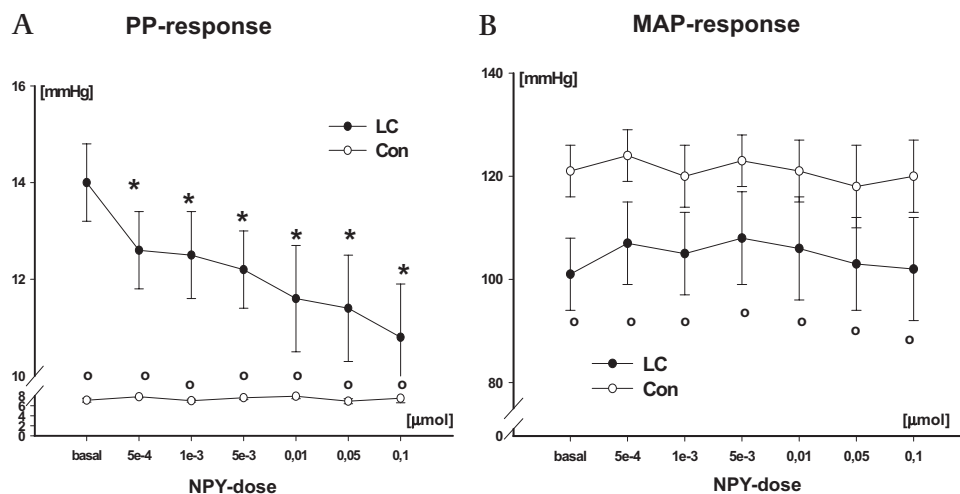 A PP-response
16
[mmHg]
LC
Con
14
* * * * * *
12
10
o o o o o o o
8
6
4
2
0
[µmol]
basal 5e-4 1e-3 5e-3 0,01 0,05 0,1
NPY-dose
B MAP-response
140
[mmHg]
120
100
o o o o o o o
LC
Con
80
[µmol]
0
basal 5e-4 1e-3 5e-3 0,01 0,05 0,1
NPY-dose